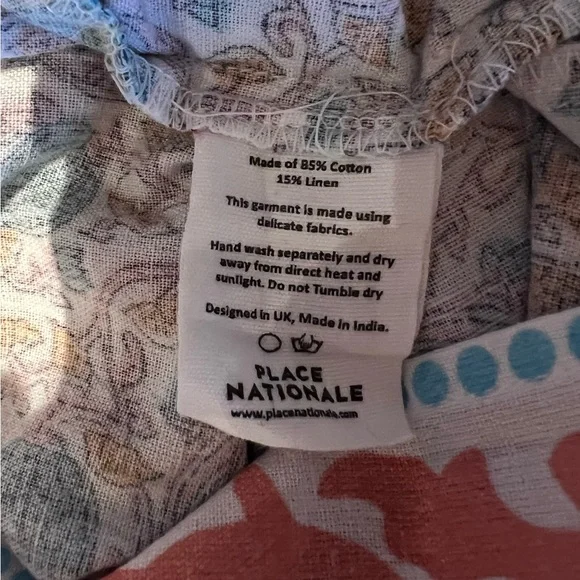 Made of 85% Cotton
15% Linen
This garment is made using
delicate fabrics.
Hand wash separately and dry
away from direct heat and
sunlight. Do not Tumble dry
Designed in UK, Made in India.
PLACE
NATIONALE
www.placenationale.com